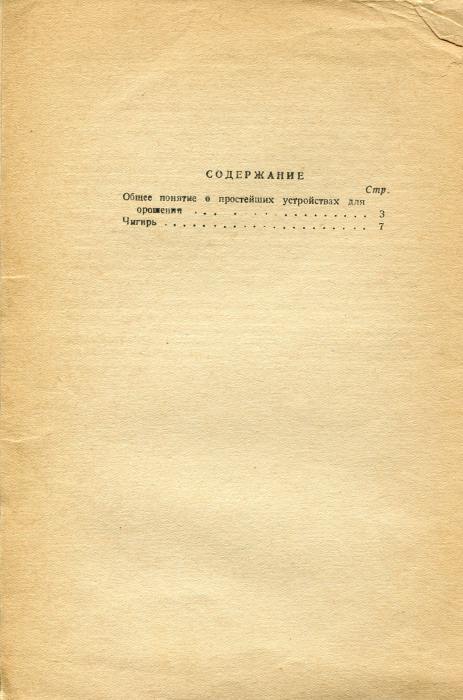 СОДЕРЖАНИЕ
Стр.
Общее понятие о простейших устройствах для
орошения . . . . . . . . . . . . . . . . . 3
Чигирь . . . . . . . . . . . . . . . . . . . . 7